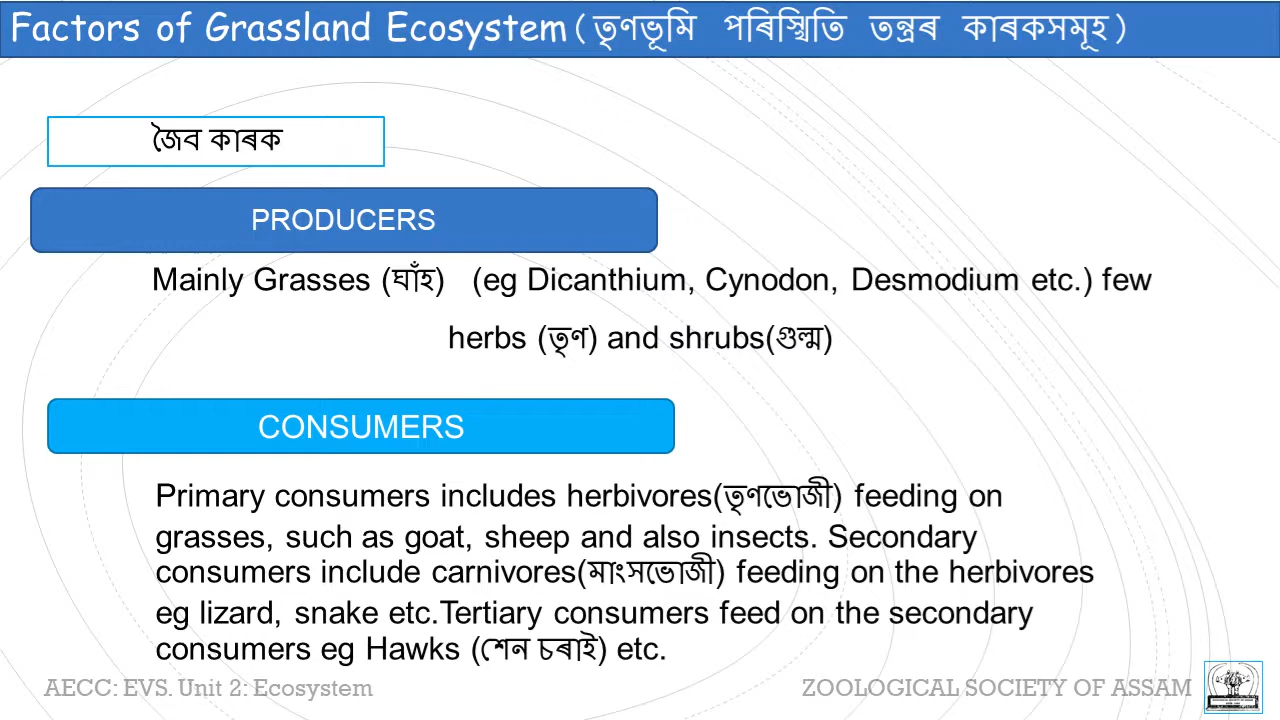 Factors of Grassland Ecosystem(তৃণভূমি পৰিস্থিতি তন্ত্ৰৰ কাৰকসমূহ)
জৈব কাৰক
PRODUCERS
Mainly Grasses (ঘাঁহ) (eg Dicanthium, Cynodon, Desmodium etc.) few
herbs (তৃণ) and shrubs(গুল্ম)
CONSUMERS
Primary consumers includes herbivores(তৃণভোজী) feeding on
grasses, such as goat, sheep and also insects. Secondary
consumers include carnivores(মাংসভোজী) feeding on the herbivores
eg lizard, snake etc.Tertiary consumers feed on the secondary
consumers eg Hawks (শেন চৰাই) etc.
AECC: EVS. Unit 2: Ecosystem
ZOOLOGICAL SOCIETY OF ASSAM